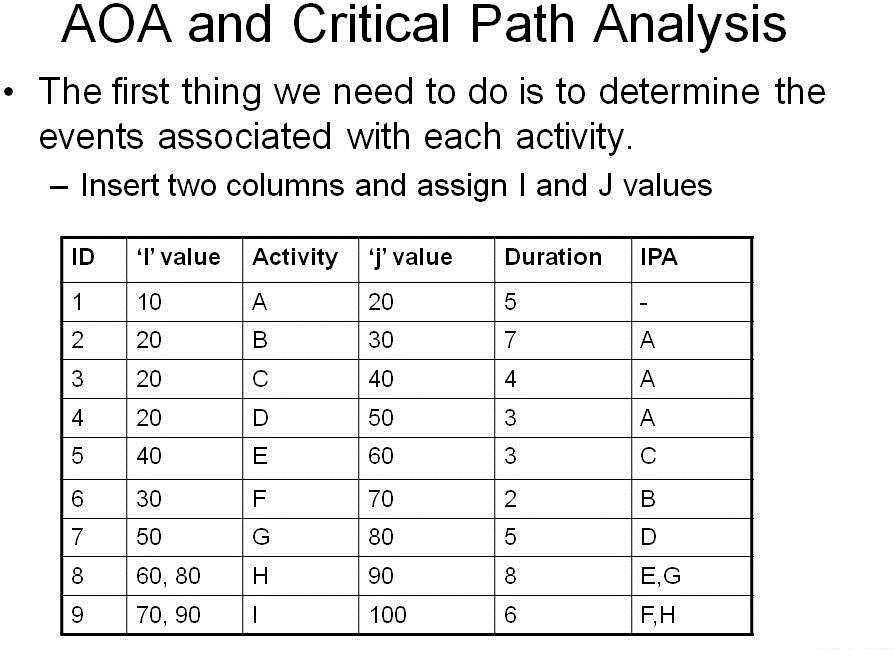 AOA and Critical Path Analysis
• The first thing we need to do is to determine the
events associated with each activity.
– Insert two columns and assign I and J values
ID ‘I’ value Activity ‘j’ value Duration IPA
1 10 A 20 5 -
2 20 B 30 7 A
3 20 C 40 4 A
4 20 D 50 3 A
5 40 E 60 3 C
6 30 F 70 2 B
7 50 G 80 5 D
8 60, 80 H 90 8 E,G
9 70, 90 I 100 6 F,H